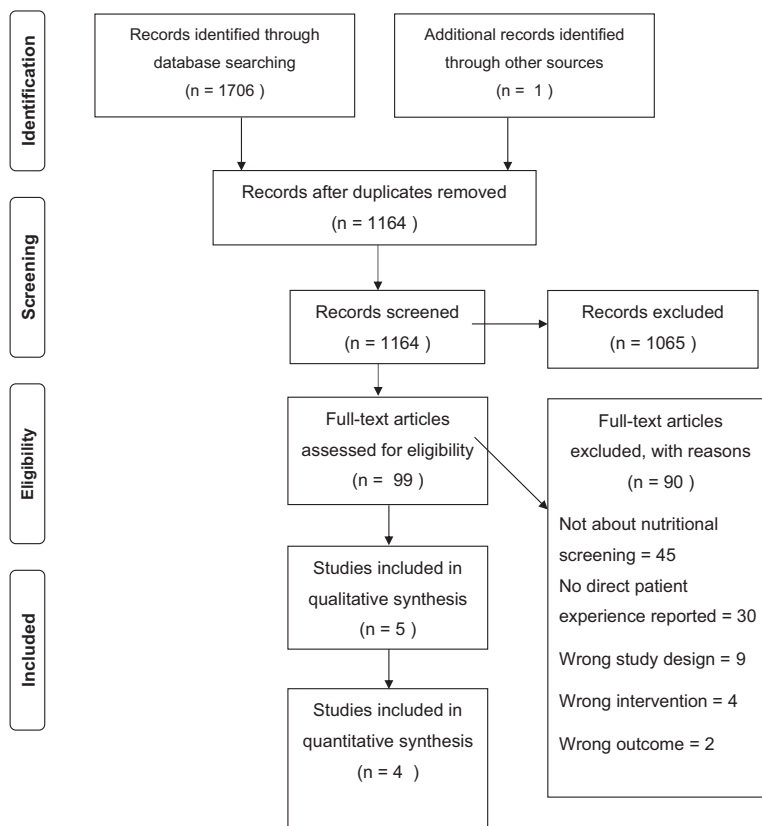 Identification
Records identified through
database searching
(n = 1706 )
Additional records identified
through other sources
(n = 1 )
Screening
Records after duplicates removed
(n = 1164 )
Records screened
(n = 1164 )
Records excluded
(n = 1065 )
Eligibility
Full-text articles
assessed for eligibility
(n = 99 )
Full-text articles
excluded, with reasons
(n = 90 )
Not about nutritional
screening = 45
No direct patient
experience reported = 30
Wrong study design = 9
Wrong intervention = 4
Wrong outcome = 2
Included
Studies included in
qualitative synthesis
(n = 5 )
Studies included in
quantitative synthesis
(n = 4 )